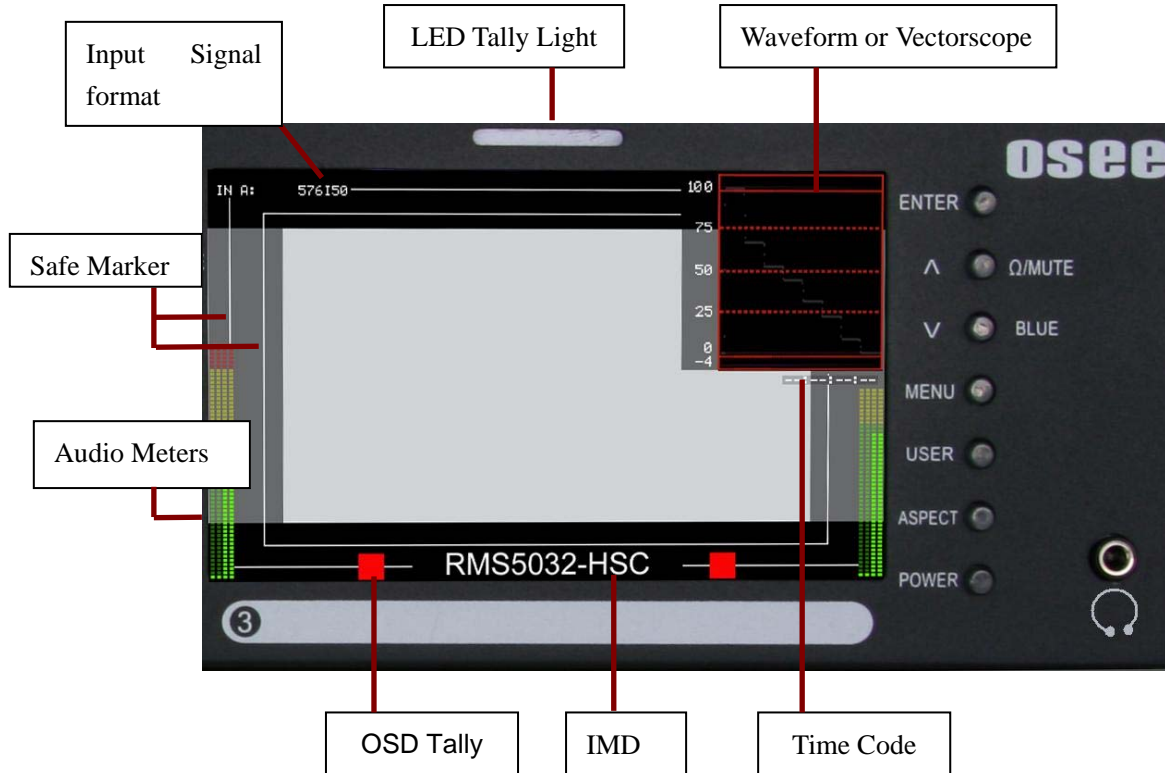 Input Signal
format
LED Tally Light
Waveform or Vectorscope
osee
IN A: 576I50
100
75
50
25
0
-4
--:--:--:--
ENTER
Λ Ω/MUTE
V BLUE
MENU
USER
ASPECT
POWER
Safe Marker
Audio Meters
RMS5032-HSC
3
OSD Tally
IMD
Time Code